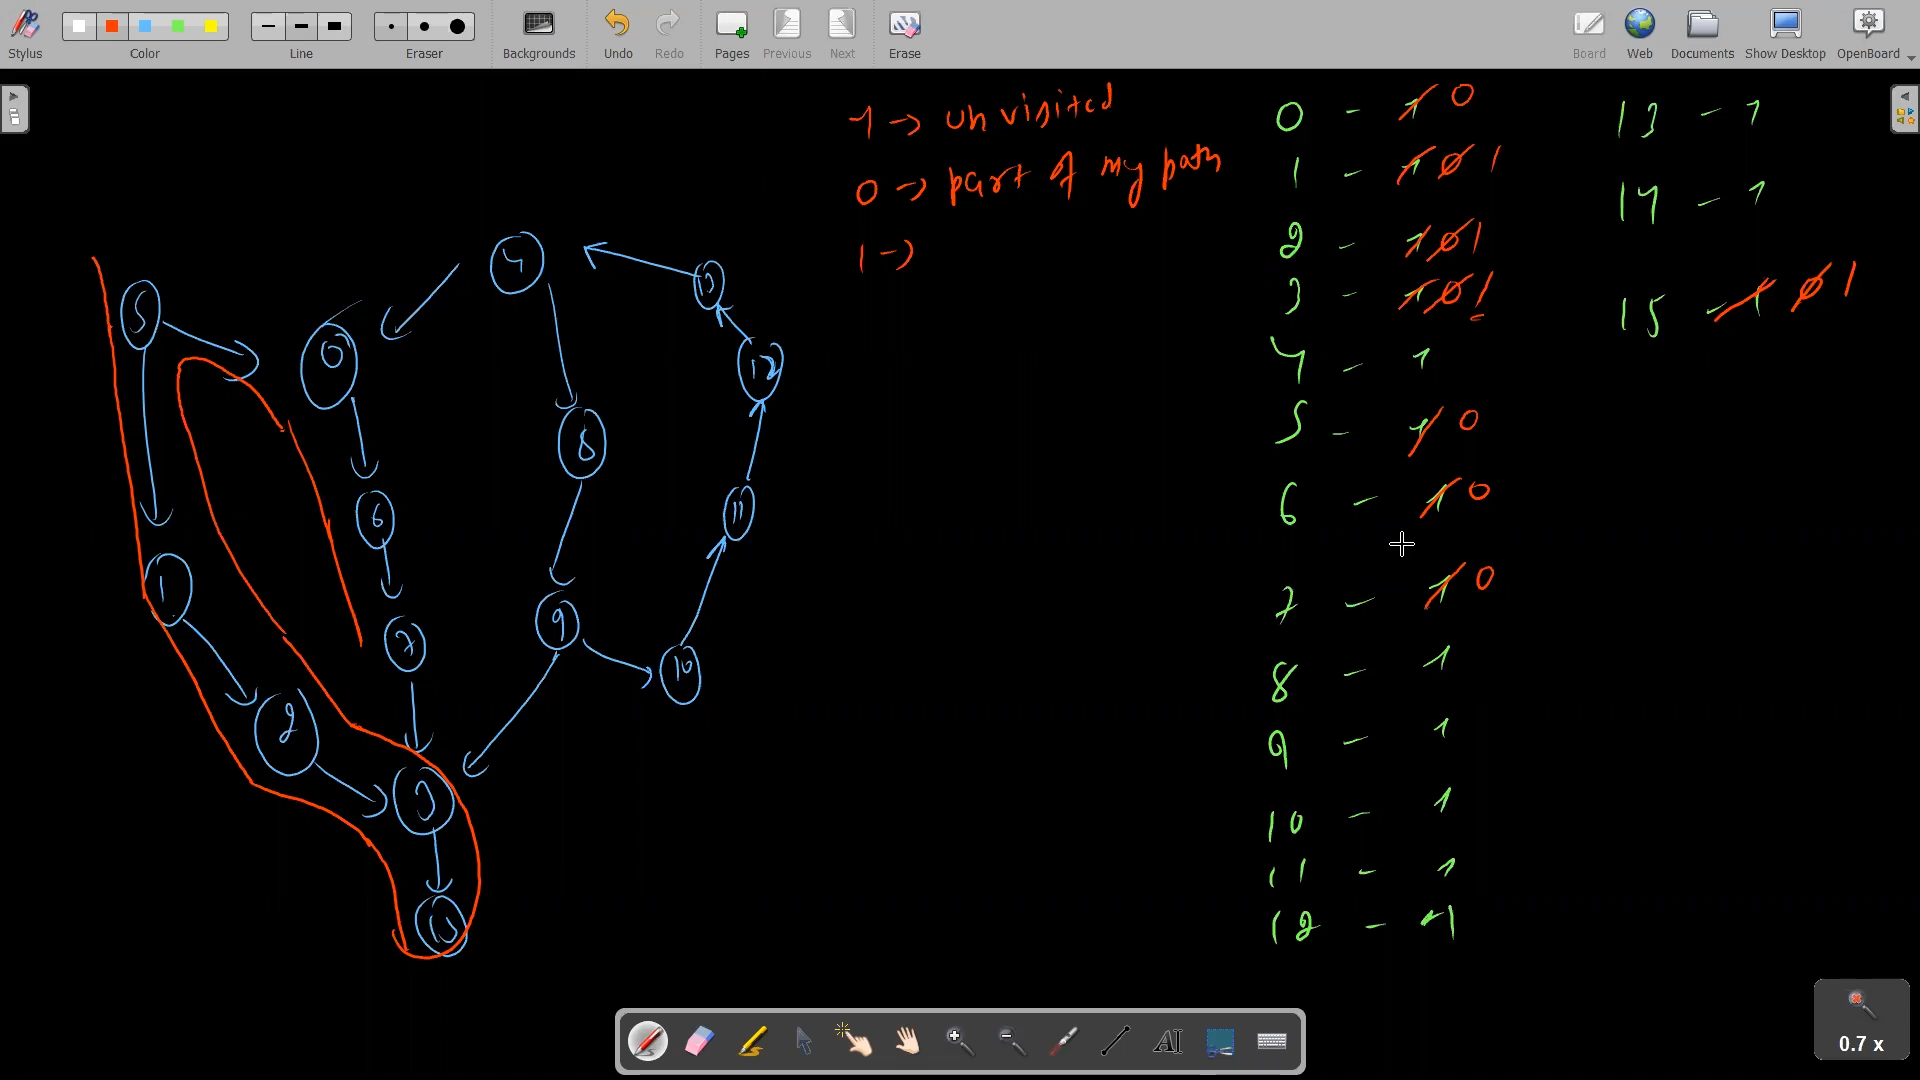 Stylus
Color
Line
Eraser
Backgrounds
Undo
Redo
Pages
Previous
Next
Erase
Board
Web
Documents
Show Desktop
OpenBoard
-1 -> unvisited
0 -> part of my path
1 ->
0 - -1 0
1 - -1 0 1
2 - -1 0 1
3 - -1 0 1
4 - -1
5 - -1 0
6 - -1 0
7 - -1 0
8 - -1
9 - -1
10 - -1
11 - -1
12 - -1
13 - -1
14 - -1
15 - -1 0 1
5
0
4
13
12
8
11
6
1
9
7
10
2
3
0.7 x